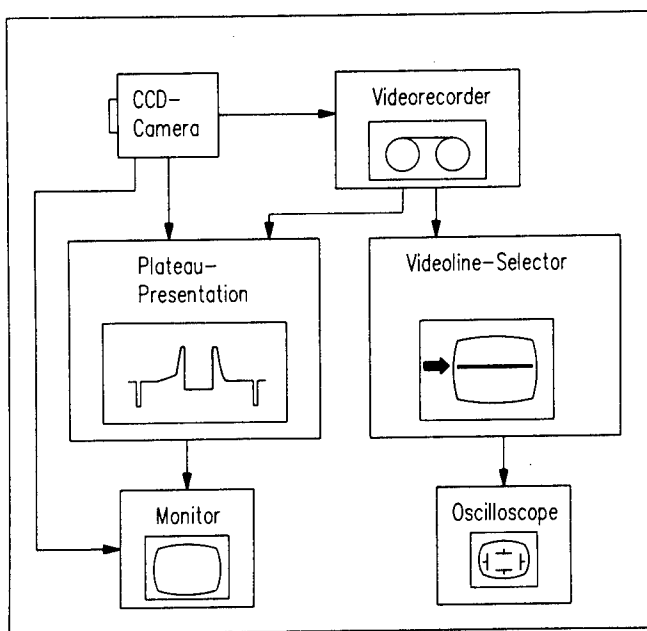 CCD-
Camera
Videorecorder
Plateau-
Presentation
Videoline-Selector
Monitor
Oscilloscope